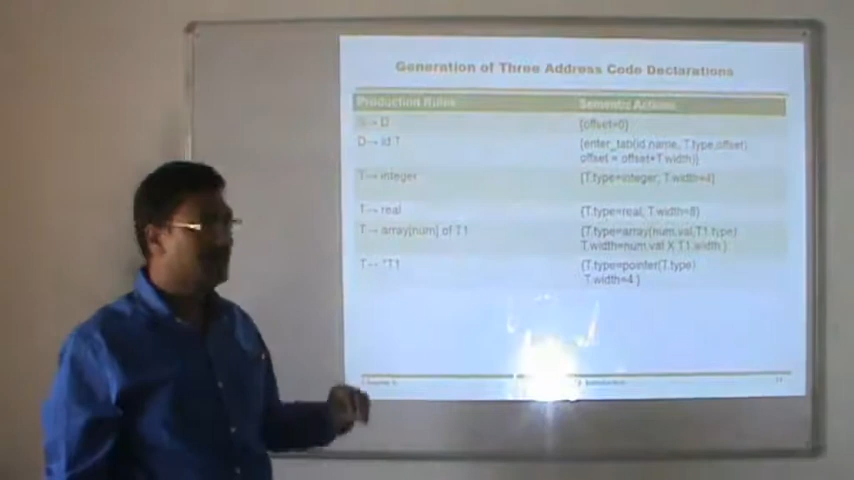 Generation of Three Address Code Declarations
Production Rules Semantic Actions
S→ D {offset=0}
D→ id T {enter_tab(id.name, T.type,offset)
offset = offset+T.width)}
T→ integer {T.type=integer; T.width=4}
T→ real {T.type=real; T.width=8}
T→ array[num] of T1 {T.type=array(num.val,T1.type)
T.width=num.val X T1.width }
T→ *T1 {T.type=pointer(T.type)
T.width=4 }